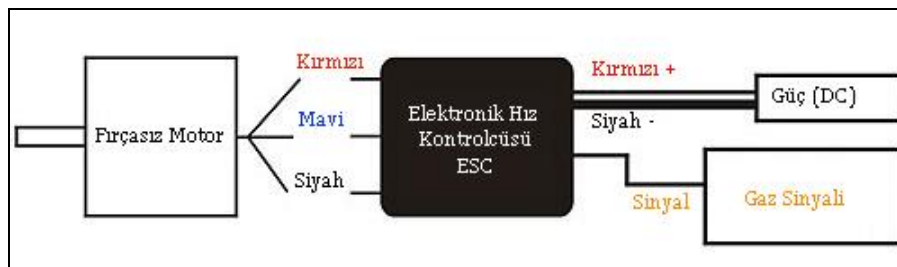 Fırçasız Motor
Kırmızı
Mavi
Siyah
Elektronik Hız
Kontrolcüsü
ESC
Kırmızı +
Siyah -
Sinyal
Güç (DC)
Gaz Sinyali